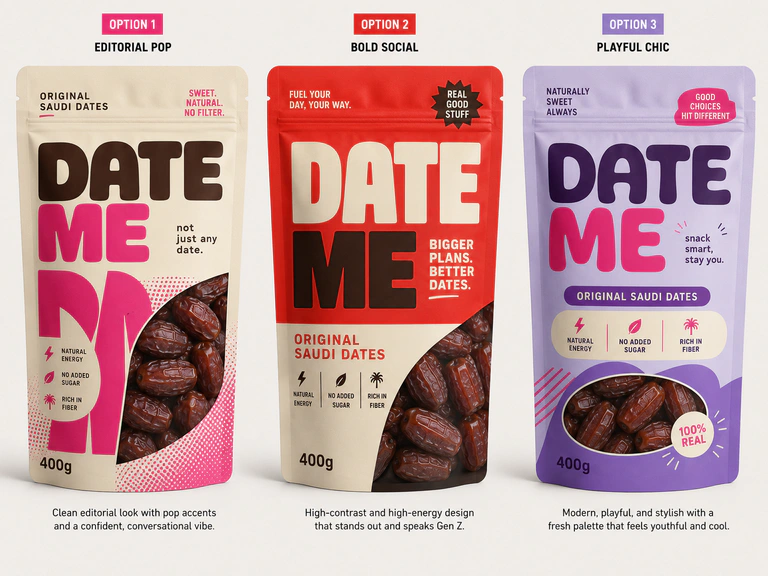 OPTION 1
EDITORIAL POP
ORIGINAL
SAUDI DATES
SWEET.
NATURAL.
NO FILTER.
DATE
ME
not
just any
date.
DA
NATURAL
ENERGY
NO ADDED
SUGAR
RICH IN
FIBER
400g
Clean editorial look with pop accents
and a confident, conversational vibe.
OPTION 2
BOLD SOCIAL
FUEL YOUR
DAY, YOUR WAY.
REAL
GOOD
STUFF
DATE
ME
BIGGER
PLANS.
BETTER
DATES.
ORIGINAL
SAUDI DATES
NATURAL
ENERGY
NO ADDED
SUGAR
RICH IN
FIBER
400g
High-contrast and high-energy design
that stands out and speaks Gen Z.
OPTION 3
PLAYFUL CHIC
NATURALLY
SWEET
ALWAYS
GOOD
CHOICES
HIT DIFFERENT
DATE
ME
snack
smart,
stay you.
ORIGINAL SAUDI DATES
NATURAL
ENERGY
NO ADDED
SUGAR
RICH IN
FIBER
100%
REAL
400g
Modern, playful, and stylish with a
fresh palette that feels youthful and cool.